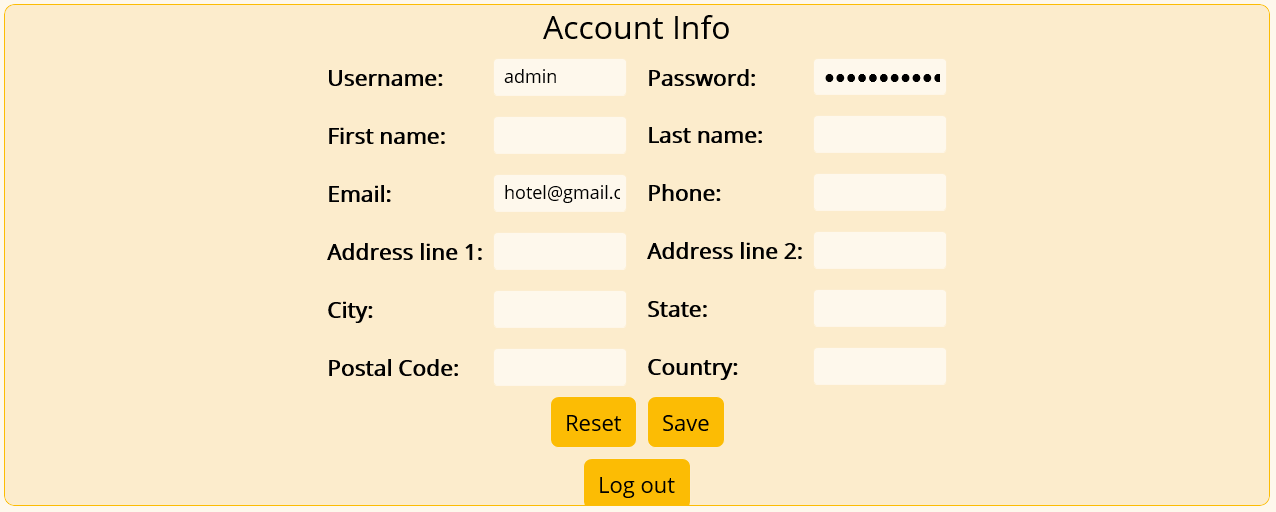 Account Info
Username: admin Password: ●●●●●●●●●●●
First name: Last name:
Email: hotel@gmail.c Phone:
Address line 1: Address line 2:
City: State:
Postal Code: Country:
Reset Save
Log out